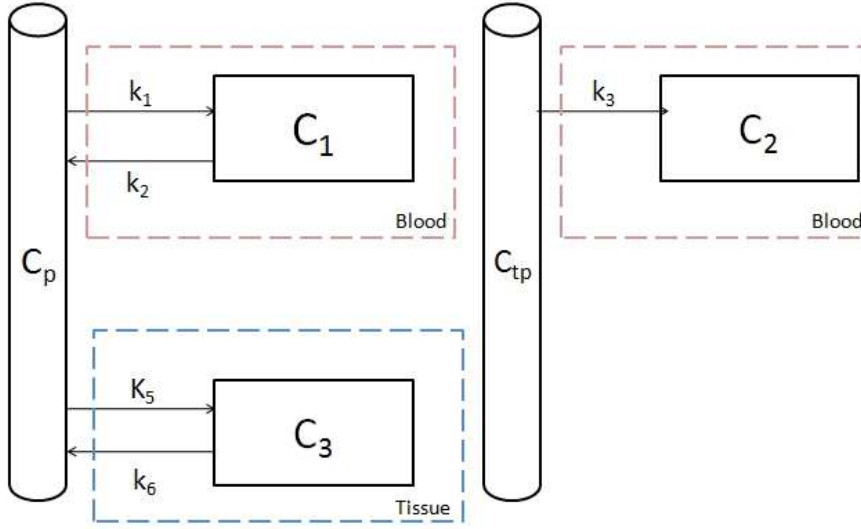 k₁
C₁
k₂
Blood
Cₚ
K₅
C₃
k₆
Tissue
k₃
C₂
Blood
Cₜₚ